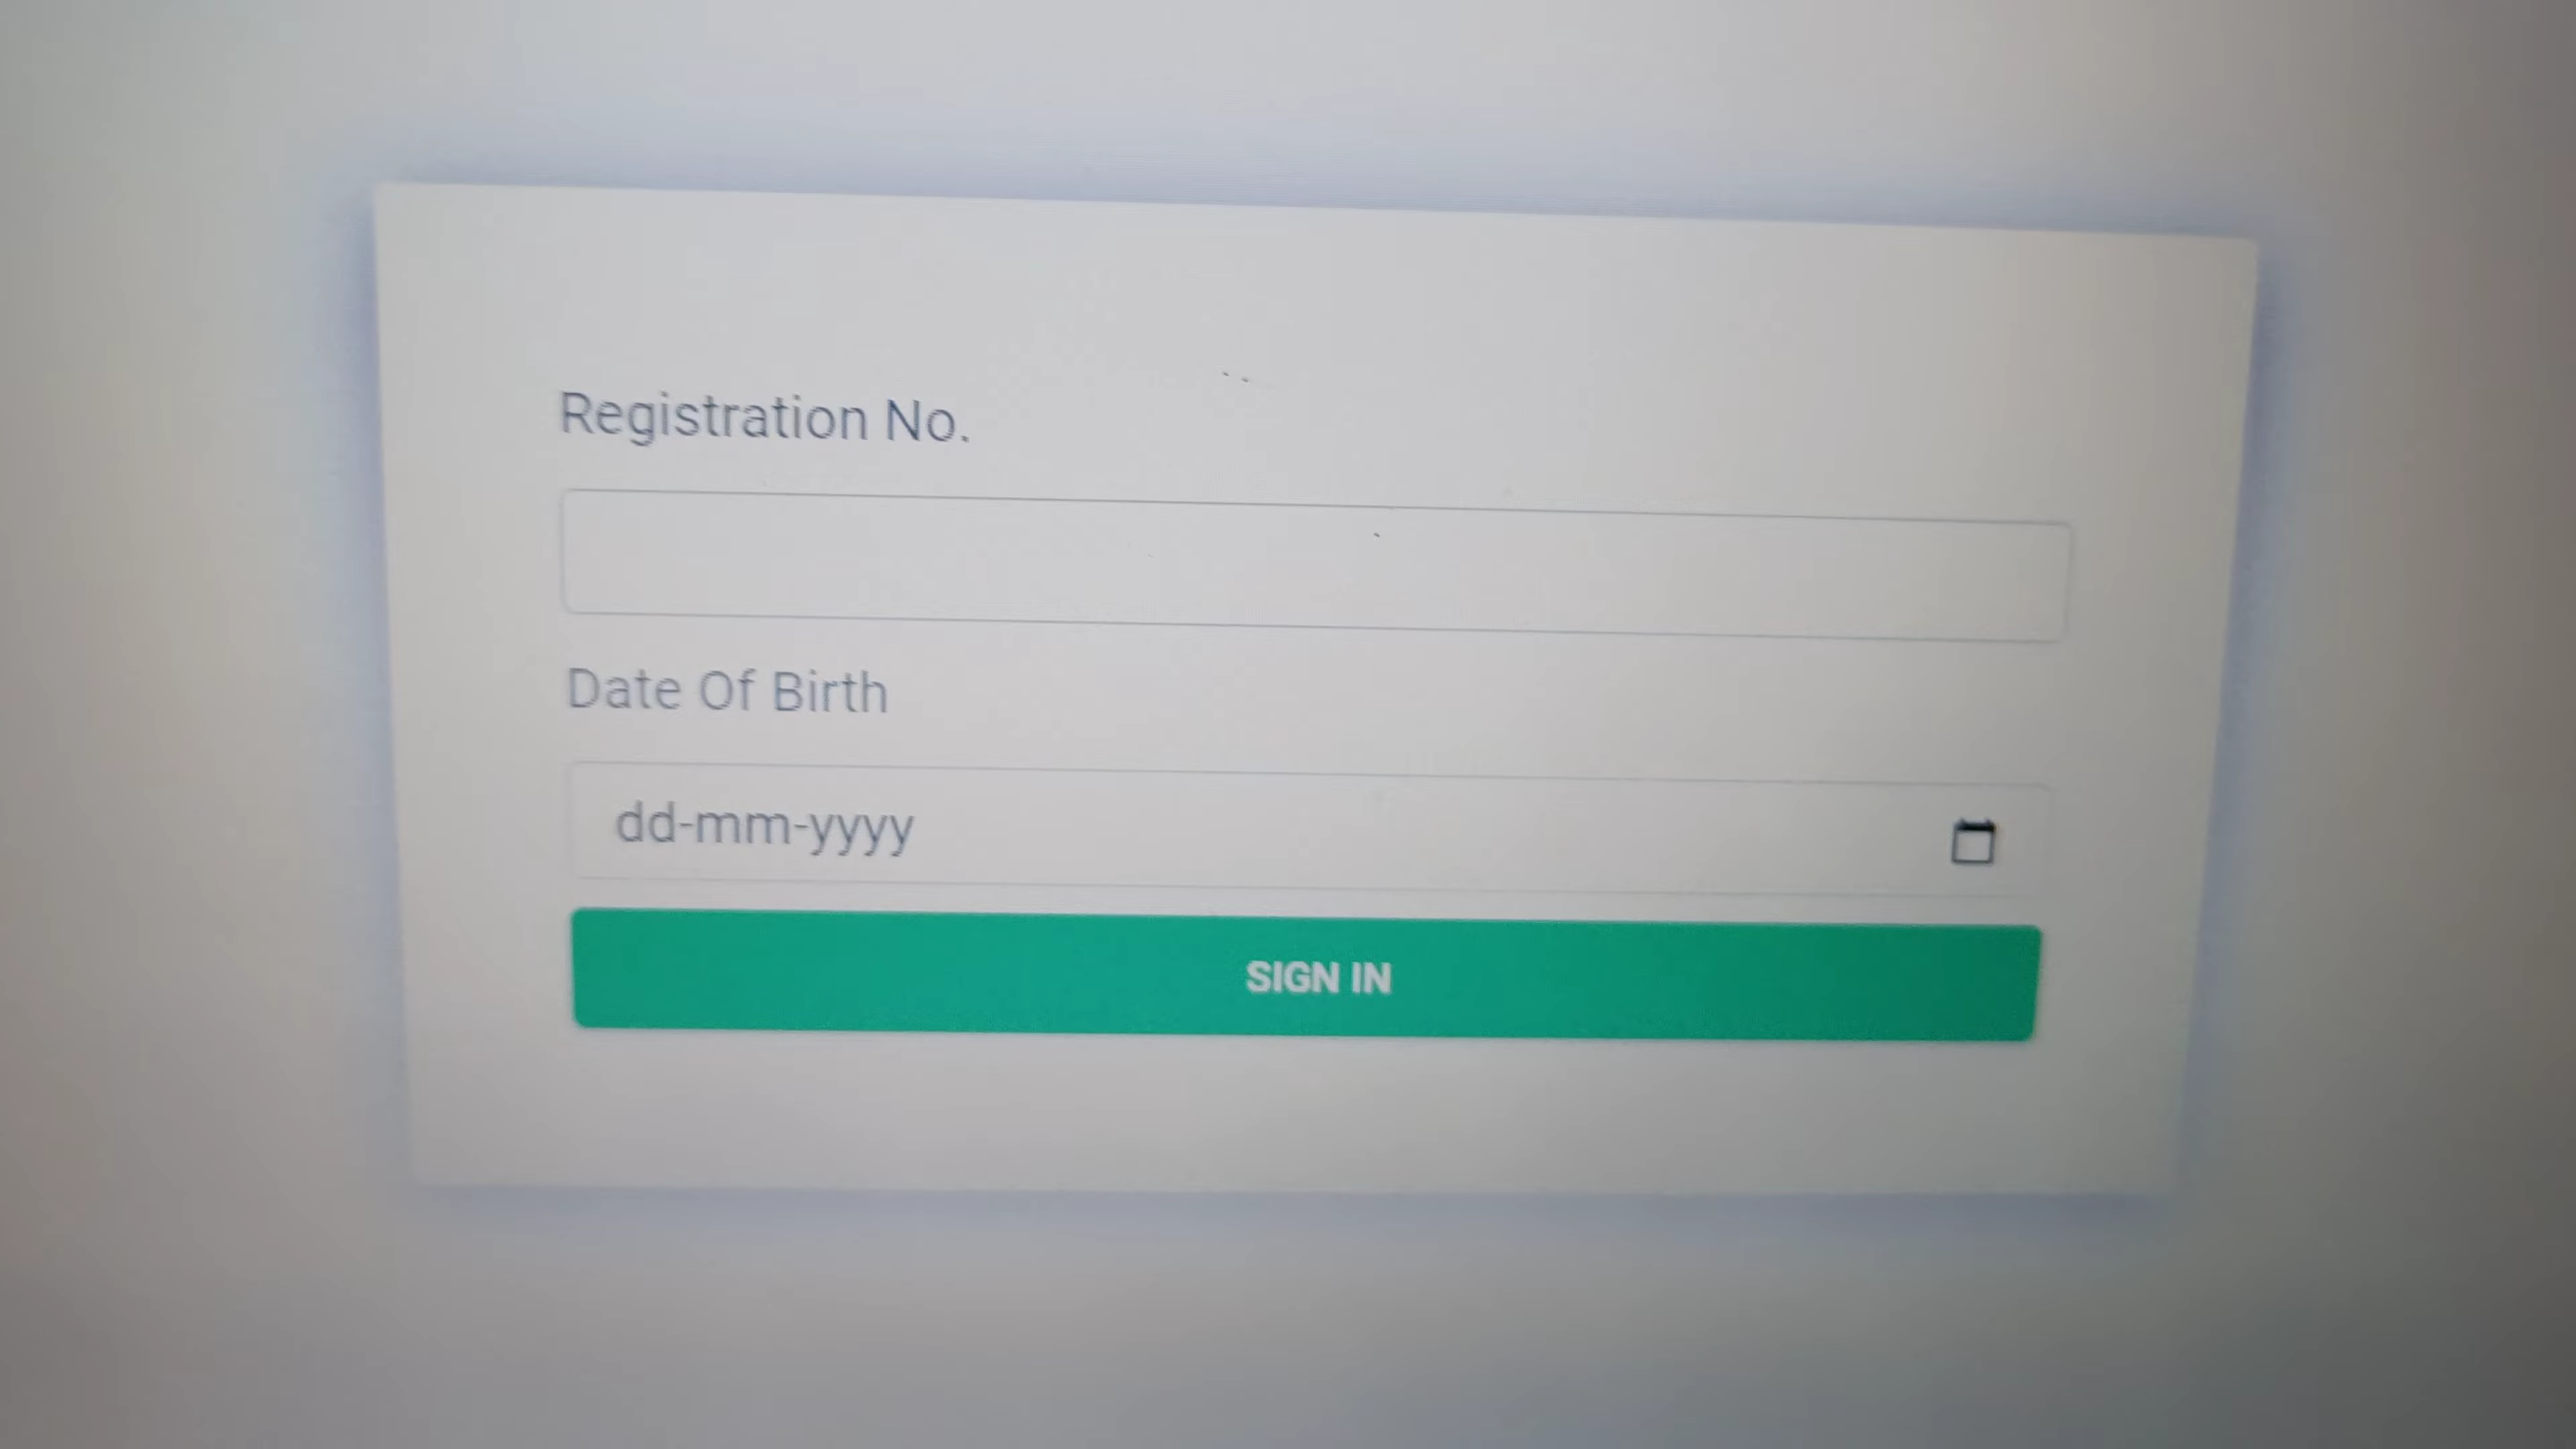 Registration No.
Date Of Birth
dd-mm-yyyy
SIGN IN